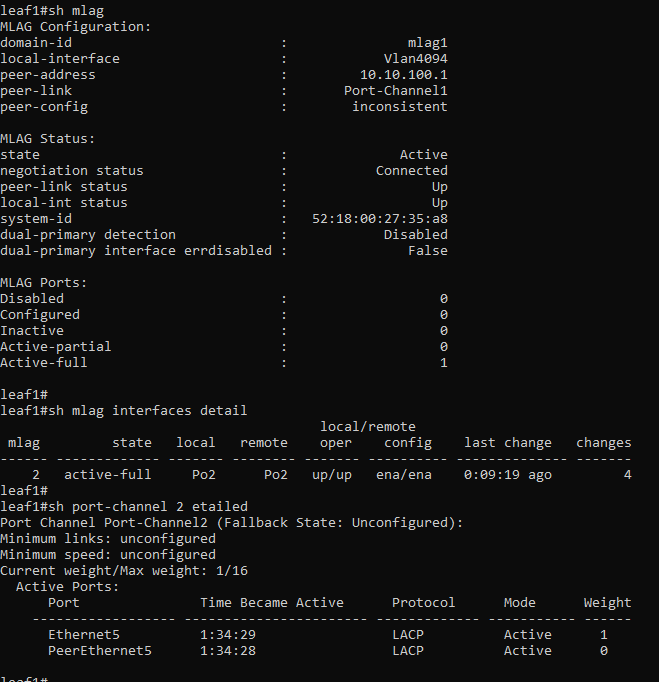 leaf1#sh mlag
MLAG Configuration:
domain-id                          :               mlag1
local-interface                    :            Vlan4094
peer-address                       :         10.10.100.1
peer-link                          :       Port-Channel1
peer-config                        :        inconsistent
MLAG Status:
state                              :              Active
negotiation status                 :           Connected
peer-link status                   :                  Up
local-int status                   :                  Up
system-id                          :   52:18:00:27:35:a8
dual-primary detection             :            Disabled
dual-primary interface errdisabled :               False
MLAG Ports:
Disabled                           :                   0
Configured                         :                   0
Inactive                           :                   0
Active-partial                     :                   0
Active-full                        :                   1
leaf1#
leaf1#sh mlag interfaces detail
                                        local/remote
 mlag         state   local   remote    oper    config    last change   changes
------ ------------- ------- -------- ------- ---------- ------------- -------
    2   active-full    Po2      Po2   up/up   ena/ena    0:09:19 ago         4
leaf1#
leaf1#sh port-channel 2 etailed
Port Channel Port-Channel2 (Fallback State: Unconfigured):
Minimum links: unconfigured
Minimum speed: unconfigured
Current weight/Max weight: 1/16
  Active Ports:
      Port               Time Became Active      Protocol      Mode      Weight
    ------------------ ----------------------- ------------- ----------- ------
      Ethernet5          1:34:29                 LACP          Active      1
      PeerEthernet5      1:34:28                 LACP          Active      0
leaf1#